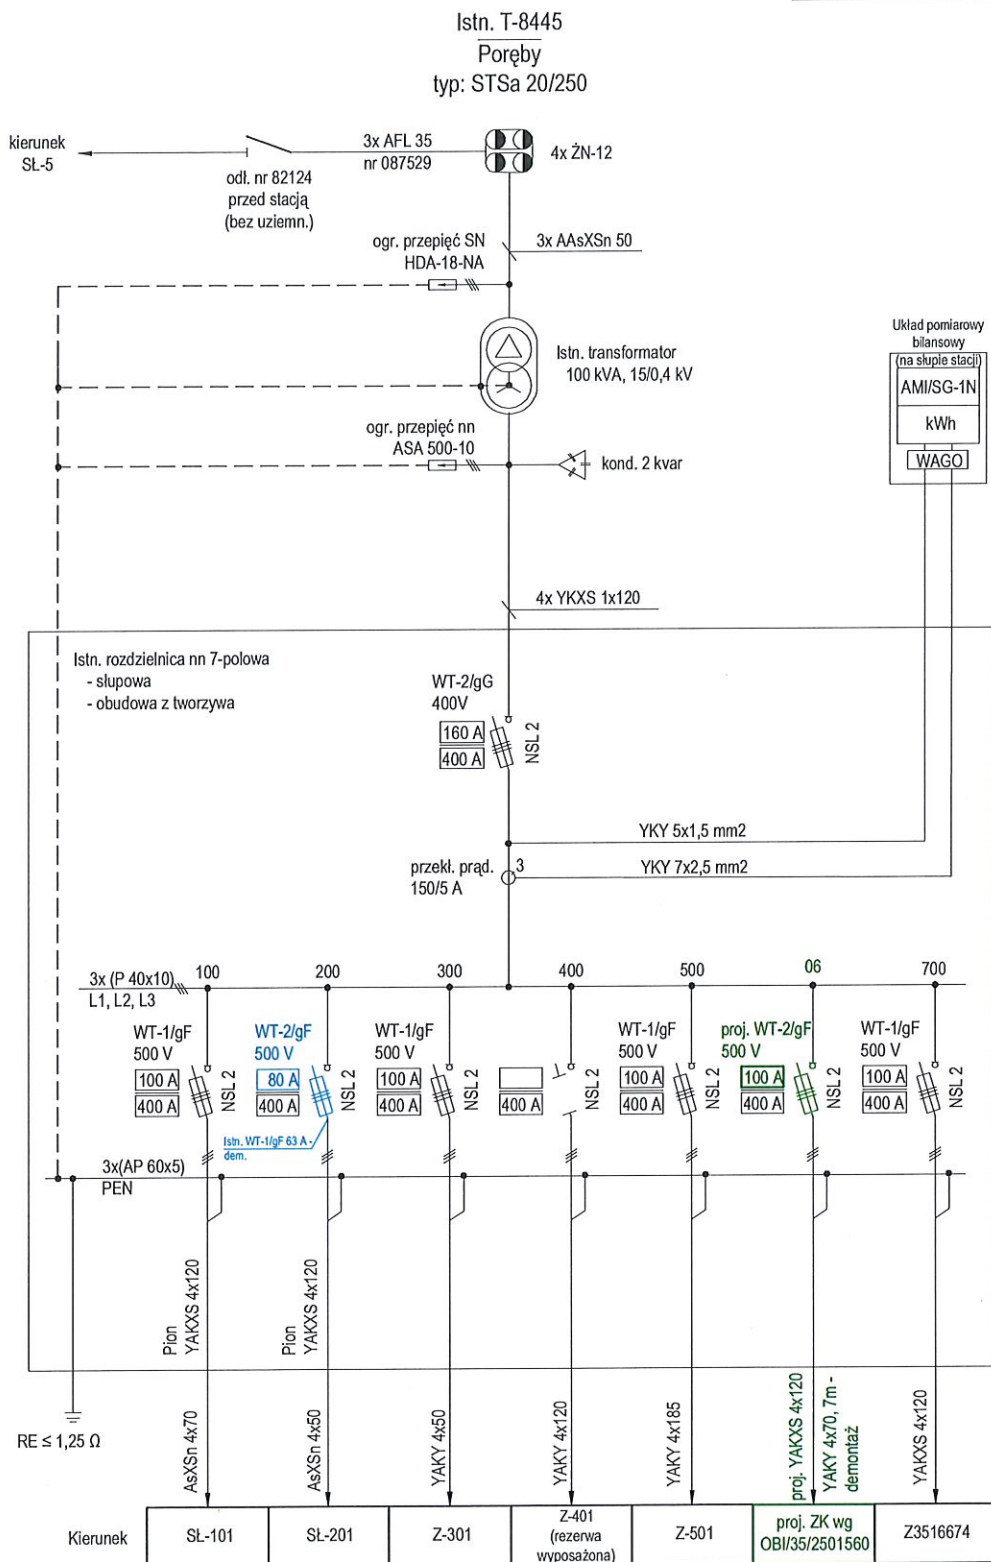 Istn. T-8445
Poręby
typ: STSa 20/250
kierunek
SŁ-5
odł. nr 82124
przed stacją
(bez uziemn.)
3x AFL 35
nr 087529
4x ŻN-12
3x AAsXSn 50
ogr. przepięć SN
HDA-18-NA
Istn. transformator
100 kVA, 15/0,4 kV
ogr. przepięć nn
ASA 500-10
kond. 2 kvar
Układ pomiarowy
bilansowy
(na słupie stacji)
AMI/SG-1N
kWh
WAGO
4x YKXS 1x120
Istn. rozdzielnica nn 7-polowa
- słupowa
- obudowa z tworzywa
WT-2/gG
400V
160 A
400 A
NSL 2
YKY 5x1,5 mm2
przekł. prąd.
150/5 A
3
YKY 7x2,5 mm2
3x (P 40x10)
L1, L2, L3
100
200
300
400
500
06
700
WT-1/gF
500 V
100 A
400 A
NSL 2
WT-2/gF
500 V
80 A
400 A
NSL 2
Istn. WT-1/gF 63 A -
dem.
WT-1/gF
500 V
100 A
400 A
NSL 2
400 A
NSL 2
WT-1/gF
500 V
100 A
400 A
NSL 2
proj. WT-2/gF
500 V
100 A
400 A
NSL 2
WT-1/gF
500 V
100 A
400 A
NSL 2
3x(AP 60x5)
PEN
Pion
YAKXS 4x120
Pion
YAKXS 4x120
RE ≤ 1,25 Ω
AsXSn 4x70
AsXSn 4x50
YAKY 4x50
YAKY 4x120
YAKY 4x185
proj. YAKXS 4x120
YAKY 4x70, 7m -
demontaż
YAKXS 4x120
Kierunek
SŁ-101
SŁ-201
Z-301
Z-401
(rezerwa
wyposażona)
Z-501
proj. ZK wg
OBI/35/2501560
Z3516674